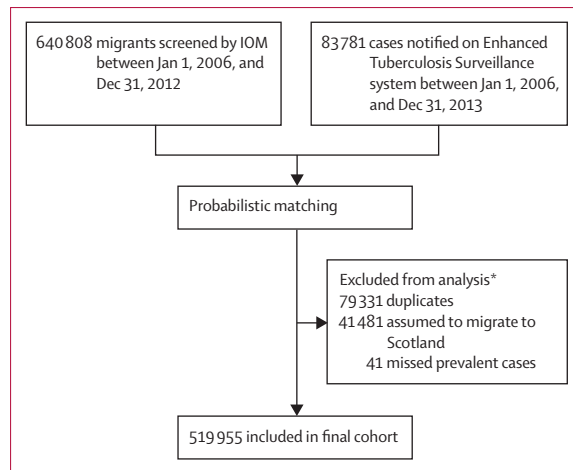 640 808 migrants screened by IOM
between Jan 1, 2006, and
Dec 31, 2012
83 781 cases notified on Enhanced
Tuberculosis Surveillance
system between Jan 1, 2006,
and Dec 31, 2013
Probabilistic matching
Excluded from analysis*
79 331 duplicates
41 481 assumed to migrate to
Scotland
41 missed prevalent cases
519 955 included in final cohort